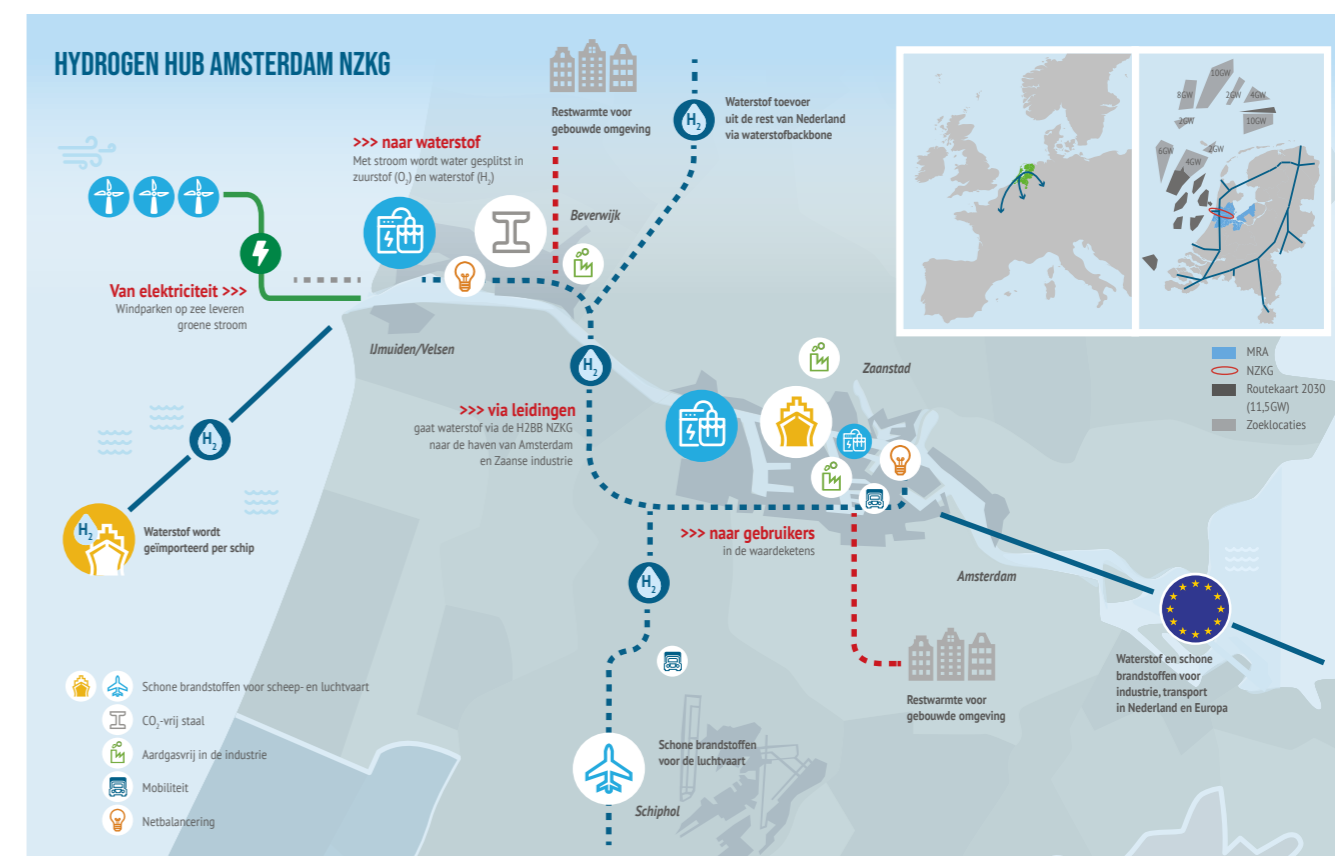 HYDROGEN HUB AMSTERDAM NZKG
Restwarmte voor
gebouwde omgeving
H2
Waterstof toevoer
uit de rest van Nederland
via waterstofbackbone
>>> naar waterstof
Met stroom wordt water gesplitst in
zuurstof (O2) en waterstof (H2)
Beverwijk
Van elektriciteit >>>
Windparken op zee leveren
groene stroom
IJmuiden/Velsen
H2
Zaanstad
>>> via leidingen
gaat waterstof via de H2BB NZKG
naar de haven van Amsterdam
en Zaanse industrie
H2
H2
Waterstof wordt
geïmporteerd per schip
>>> naar gebruikers
in de waardeketens
H2
Amsterdam
Restwarmte voor
gebouwde omgeving
Waterstof en schone
brandstoffen voor
industrie, transport
in Nederland en Europa
Schone brandstoffen
voor de luchtvaart
Schiphol
10GW
8GW
2GW
4GW
2GW
10GW
6GW
2GW
4GW
MRA
NZKG
Routekaart 2030
(11,5GW)
Zoeklocaties
Schone brandstoffen voor scheep- en luchtvaart
CO2-vrij staal
Aardgasvrij in de industrie
Mobiliteit
Netbalancering